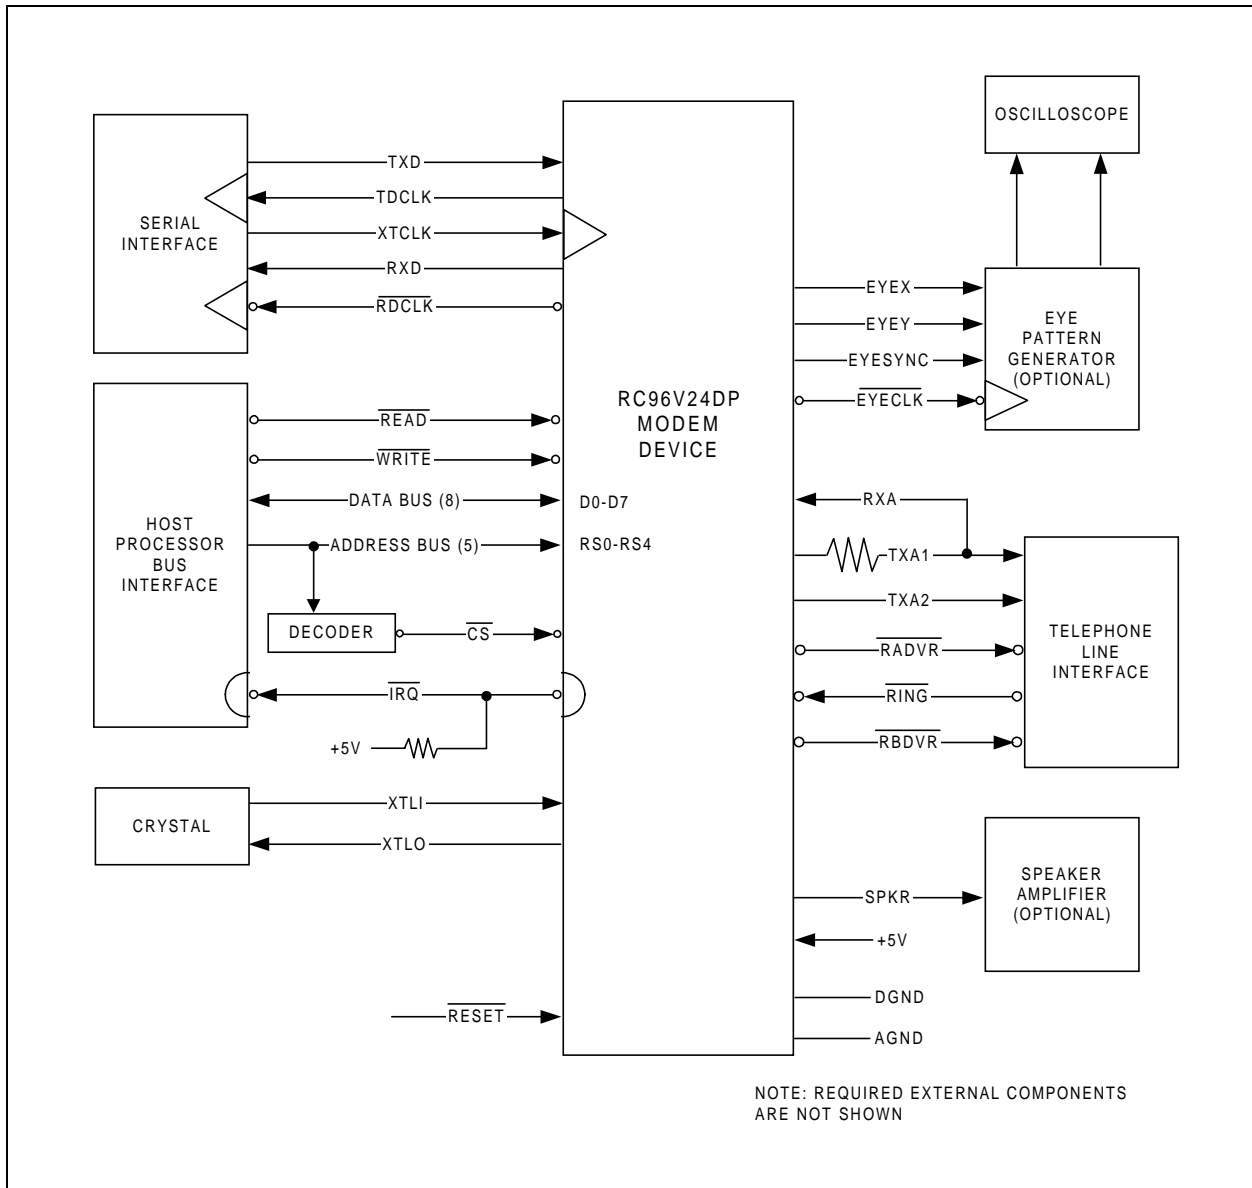 OSCILLOSCOPE
TXD
TDCLK
SERIAL
INTERFACE
XTCLK
RXD
RDCLK
EYEX
EYEY
EYESYNC
EYECLK
EYE
PATTERN
GENERATOR
(OPTIONAL)
RC96V24DP
MODEM
DEVICE
READ
WRITE
DATA BUS (8)
D0-D7
HOST
PROCESSOR
BUS
INTERFACE
ADDRESS BUS (5)
RS0-RS4
DECODER
CS
IRQ
+5V
RXA
TXA1
TXA2
RADVR
RING
RBDVR
TELEPHONE
LINE
INTERFACE
CRYSTAL
XTLI
XTLO
SPKR
SPEAKER
AMPLIFIER
(OPTIONAL)
+5V
DGND
AGND
RESET
NOTE: REQUIRED EXTERNAL COMPONENTS
ARE NOT SHOWN